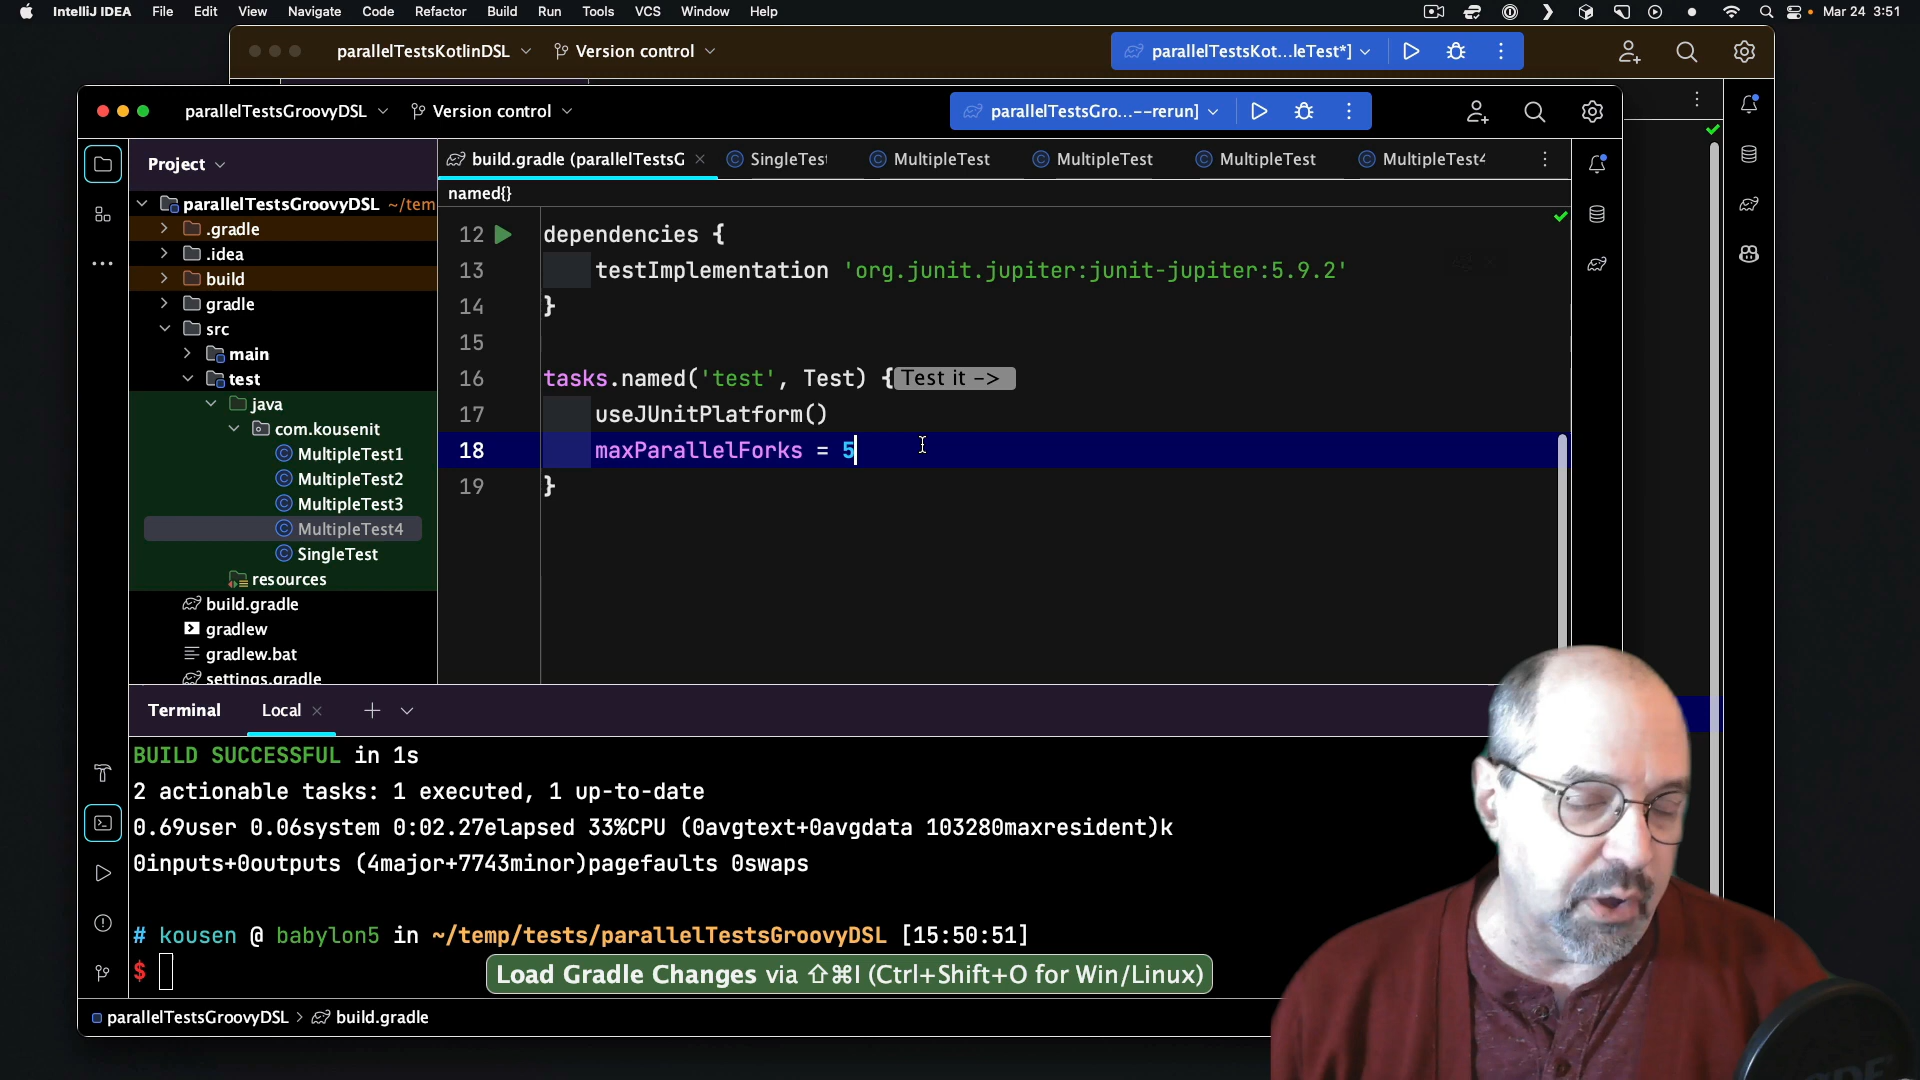 IntelliJ IDEA File Edit View Navigate Code Refactor Build Run Tools VCS Window Help Mar 24 3:51
parallelTestsKotlinDSL Version control parallelTestsKot...leTest*]
parallelTestsGroovyDSL Version control parallelTestsGro...--rerun]
Project
build.gradle (parallelTestsG SingleTest MultipleTest MultipleTest MultipleTest MultipleTest4
named{}
parallelTestsGroovyDSL ~/tem
.gradle
.idea
build
gradle
src
main
test
java
com.kousenit
MultipleTest1
MultipleTest2
MultipleTest3
MultipleTest4
SingleTest
resources
build.gradle
gradlew
gradlew.bat
settings.gradle
12 dependencies {
13 testImplementation 'org.junit.jupiter:junit-jupiter:5.9.2'
14 }
15
16 tasks.named('test', Test) { Test it ->
17 useJUnitPlatform()
18 maxParallelForks = 5
19 }
Terminal Local
BUILD SUCCESSFUL in 1s
2 actionable tasks: 1 executed, 1 up-to-date
0.69user 0.06system 0:02.27elapsed 33%CPU (0avgtext+0avgdata 103280maxresident)k
0inputs+0outputs (4major+7743minor)pagefaults 0swaps
# kousen @ babylon5 in ~/temp/tests/parallelTestsGroovyDSL [15:50:51]
$
Load Gradle Changes via ⇧⌘I (Ctrl+Shift+O for Win/Linux)
parallelTestsGroovyDSL > build.gradle